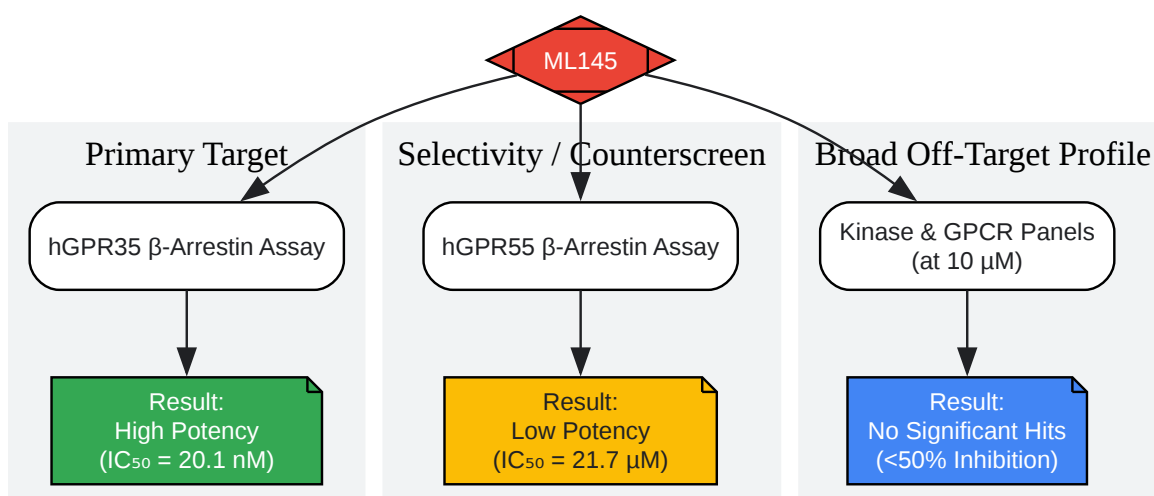 ML145
Primary Target
Selectivity / Counterscreen
Broad Off-Target Profile
hGPR35 β-Arrestin Assay
hGPR55 β-Arrestin Assay
Kinase & GPCR Panels
(at 10 µM)
Result:
High Potency
(IC₅₀ = 20.1 nM)
Result:
Low Potency
(IC₅₀ = 21.7 µM)
Result:
No Significant Hits
(<50% Inhibition)